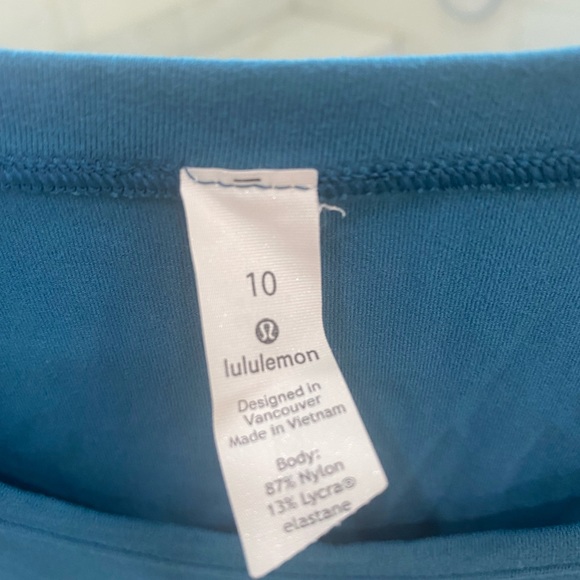 10
lululemon
Designed in
Vancouver
Made in Vietnam
Body:
87% Nylon
13% Lycra®
elastane